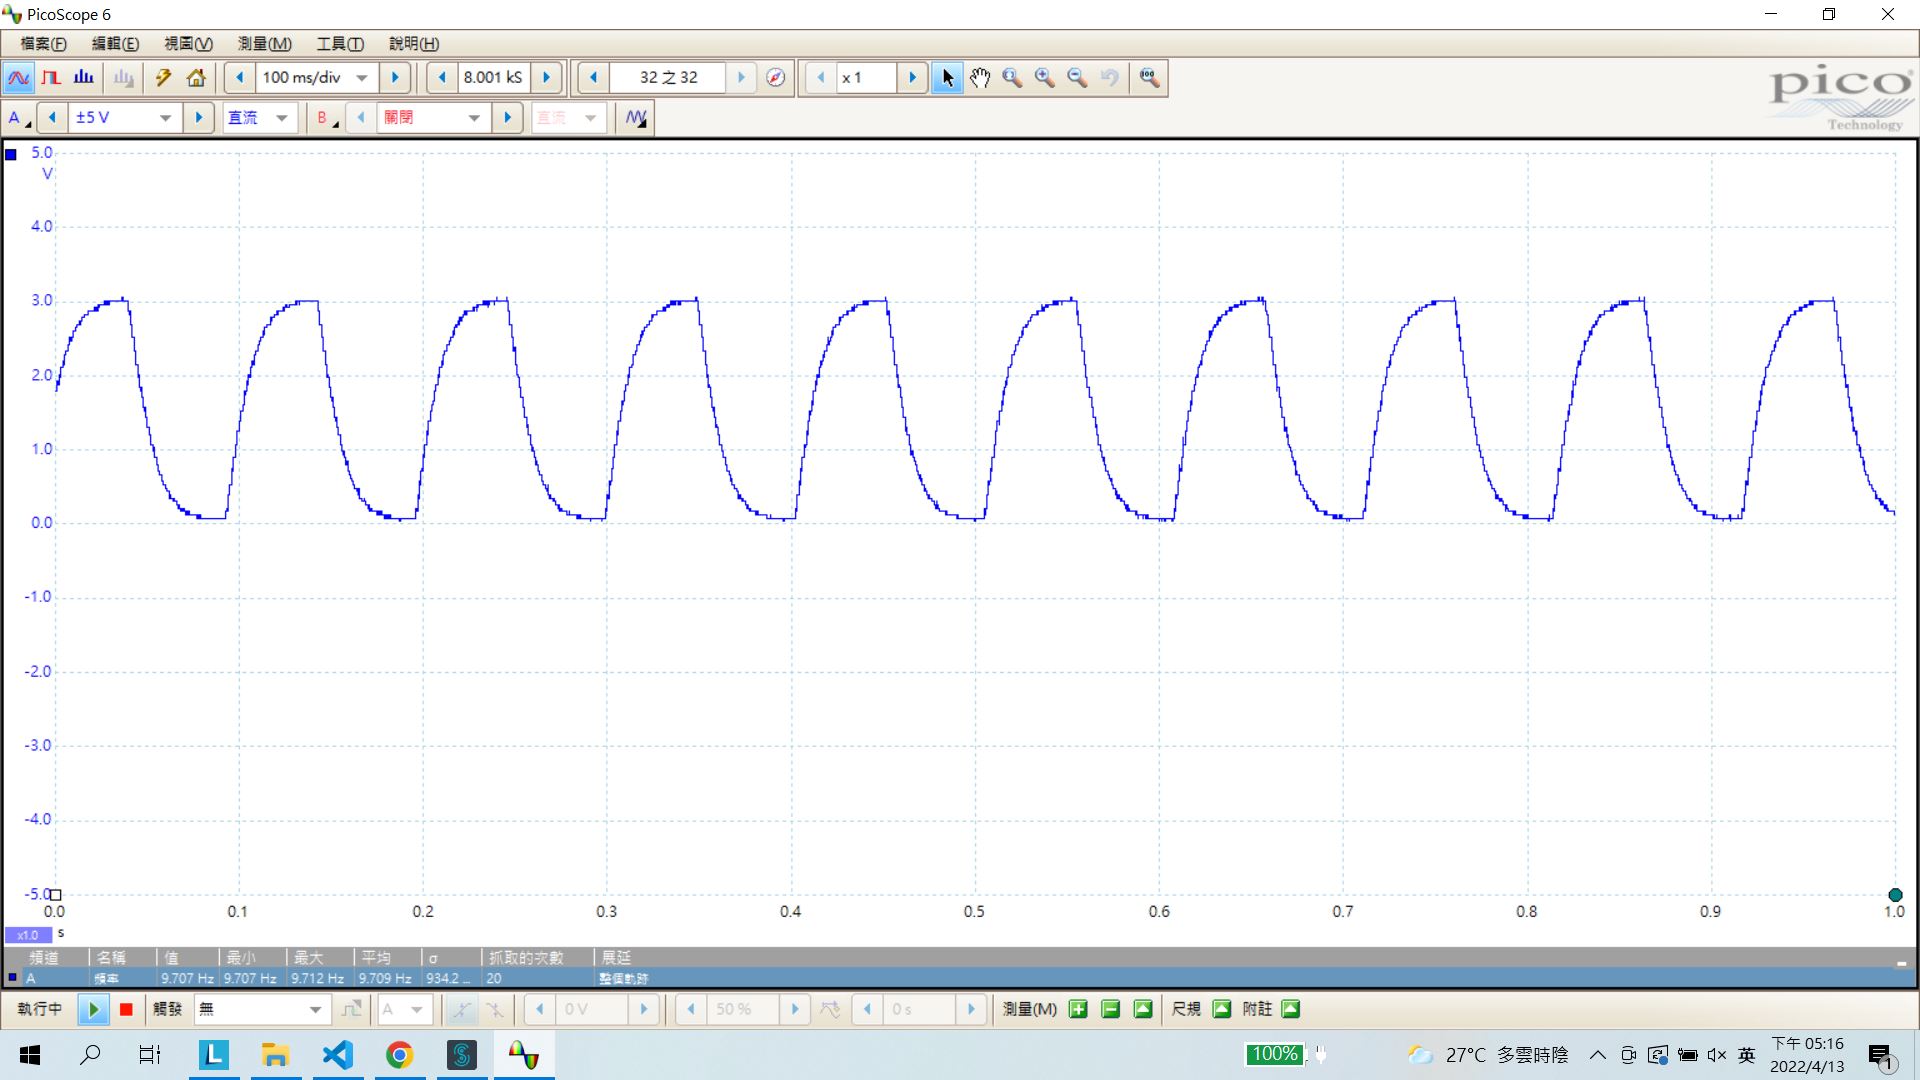 PicoScope 6
檔案(F) 編輯(E) 視圖(V) 測量(M) 工具(T) 說明(H)
100 ms/div 8.001 kS 32 之 32 x 1
pico
Technology
A ±5 V 直流 B 關閉 直流
5.0
V
4.0
3.0
2.0
1.0
0.0
-1.0
-2.0
-3.0
-4.0
-5.0
0.0 0.1 0.2 0.3 0.4 0.5 0.6 0.7 0.8 0.9 1.0
x1.0 s
頻道 名稱 值 最小 最大 平均 σ 抓取的次數 展延
A 頻率 9.707 Hz 9.707 Hz 9.712 Hz 9.709 Hz 934.2 ... 20 整個軌跡
執行中 觸發 無 A 0 V 50 % 0 s 測量(M) 尺規 附註
L S 100% 27°C 多雲時陰 英 下午 05:16
2022/4/13 1